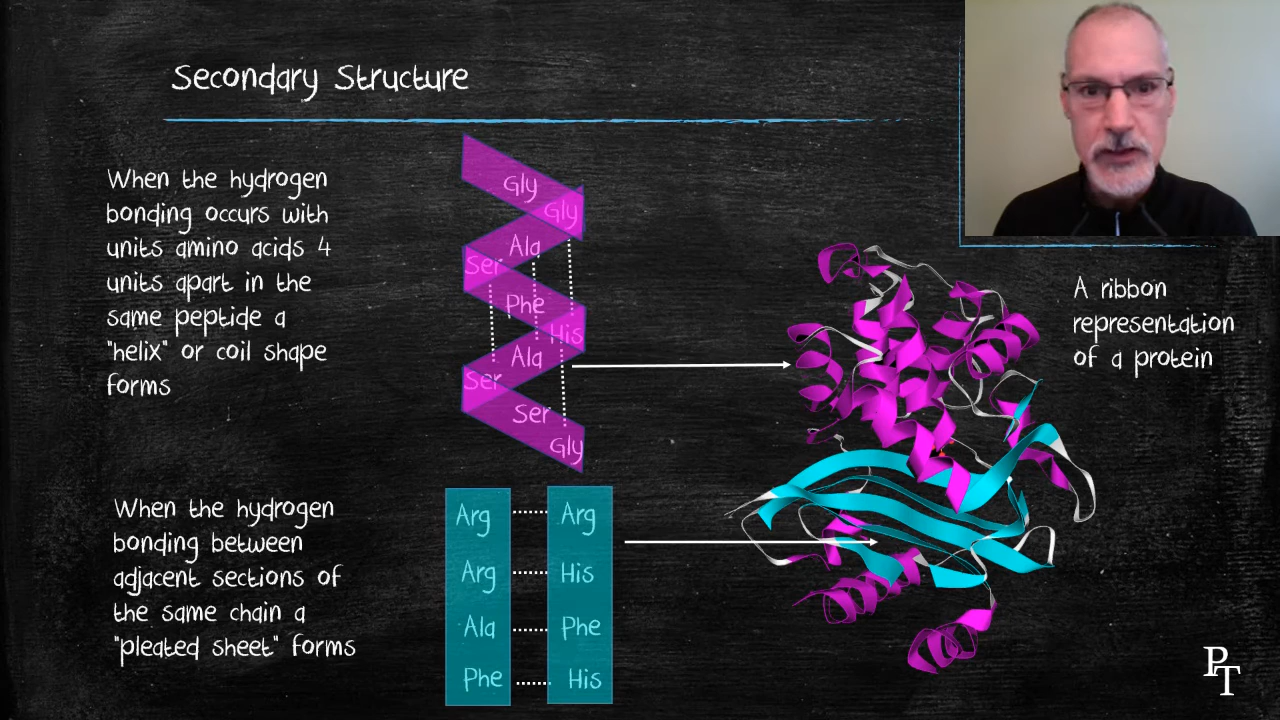 Secondary Structure
When the hydrogen
bonding occurs with
units amino acids 4
units apart in the
same peptide a
"helix" or coil shape
forms
Gly
Gly
Ala
Ser
Phe
His
Ala
Ser
Ser
Gly
A ribbon
representation
of a protein
When the hydrogen
bonding between
adjacent sections of
the same chain a
"pleated sheet" forms
Arg Arg
Arg His
Ala Phe
Phe His
PT